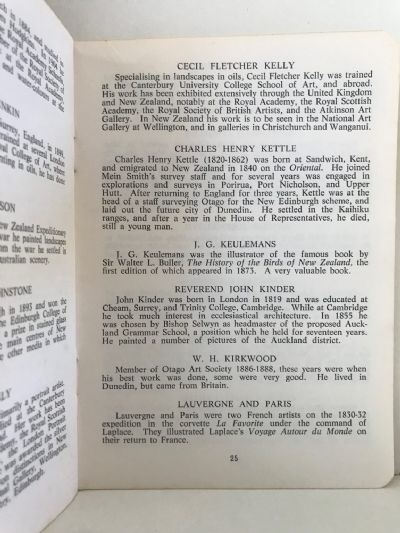 CECIL FLETCHER KELLY
Specialising in landscapes in oils, Cecil Fletcher Kelly was trained
at the Canterbury University College School of Art, and abroad.
His work has been exhibited extensively through the United Kingdom
and New Zealand, notably at the Royal Academy, the Royal Scottish
Academy, the Royal Society of British Artists, and the Atkinson Art
Gallery. In New Zealand his work is to be seen in the National Art
Gallery at Wellington, and in galleries in Christchurch and Wanganui.
CHARLES HENRY KETTLE
Charles Henry Kettle (1820-1862) was born at Sandwich, Kent,
and emigrated to New Zealand in 1840 on the Oriental. He joined
Mein Smith's survey staff and for several years was engaged in
explorations and surveys in Porirua, Port Nicholson, and Upper
Hutt. After returning to England for three years, Kettle was at the
head of a staff surveying Otago for the New Edinburgh scheme, and
laid out the future city of Dunedin. He settled in the Kaihiku
ranges, and after a year in the House of Representatives, he died,
still a young man.
J. G. KEULEMANS
J. G. Keulemans was the illustrator of the famous book by
Sir Walter L. Buller, The History of the Birds of New Zealand, the
first edition of which appeared in 1873. A very valuable book.
REVEREND JOHN KINDER
John Kinder was born in London in 1819 and was educated at
Cheam, Surrey, and Trinity College, Cambridge. While at Cambridge
he took much interest in ecclesiastical architecture. In 1855 he
was chosen by Bishop Selwyn as headmaster of the proposed Auck-
land Grammar School, a position which he held for seventeen years.
He painted a number of pictures of the Auckland district.
W. H. KIRKWOOD
Member of Otago Art Society 1886-1888, these years were when
his best work was done, some were very good. He lived in
Dunedin, but came from Britain.
LAUVERGNE AND PARIS
Lauvergne and Paris were two French artists on the 1830-32
expedition in the corvette La Favorite under the command of
Laplace. They illustrated Laplace's Voyage Autour du Monde on
their return to France.
25